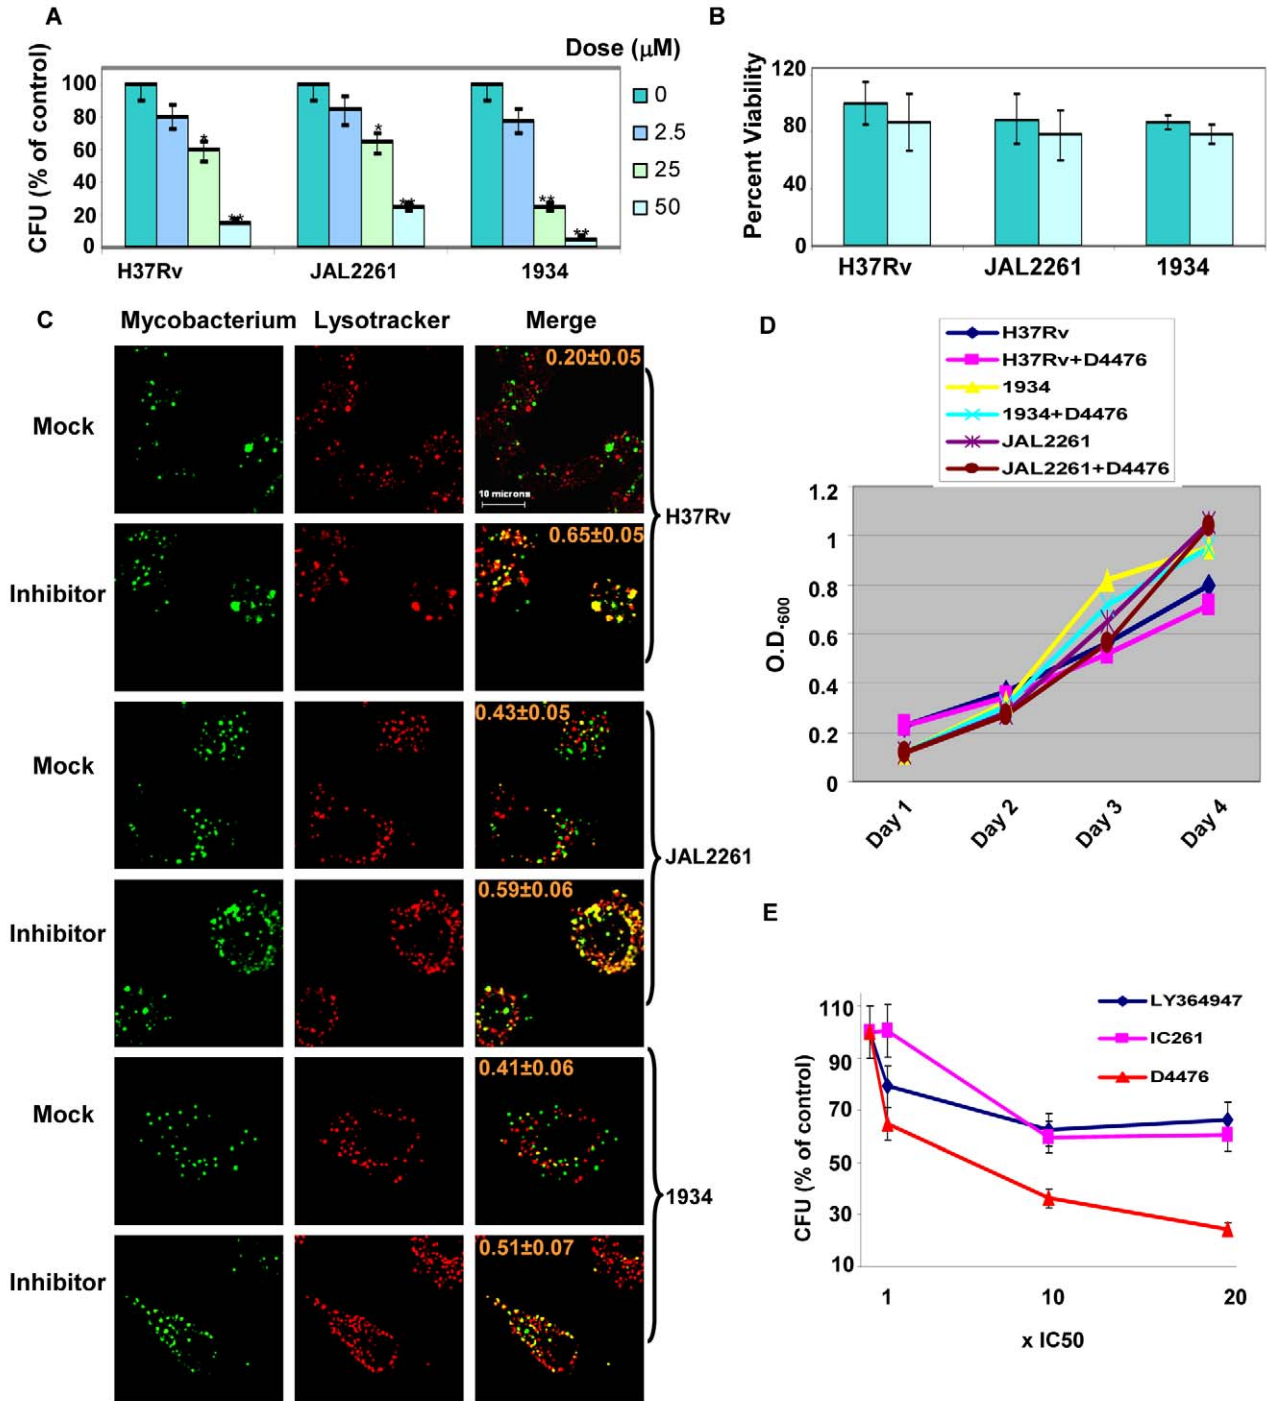 A
Dose (μM)
CFU (% of control)
100
80
60
40
20
0
*
**
*
**
**
**
H37Rv JAL2261 1934
0
2.5
25
50
B
Percent Viability
120
80
40
0
H37Rv JAL2261 1934
C
Mycobacterium Lysotracker Merge
Mock
0.20±0.05
10 microns
Inhibitor
0.65±0.05
H37Rv
Mock
0.43±0.05
Inhibitor
0.59±0.06
JAL2261
Mock
0.41±0.06
Inhibitor
0.51±0.07
1934
D
H37Rv
H37Rv+D4476
1934
1934+D4476
JAL2261
JAL2261+D4476
O.D.600
1.2
1
0.8
0.6
0.4
0.2
0
Day 1 Day 2 Day 3 Day 4
E
LY364947
IC261
D4476
CFU (% of control)
110
90
70
50
30
10
1 10 20
x IC50